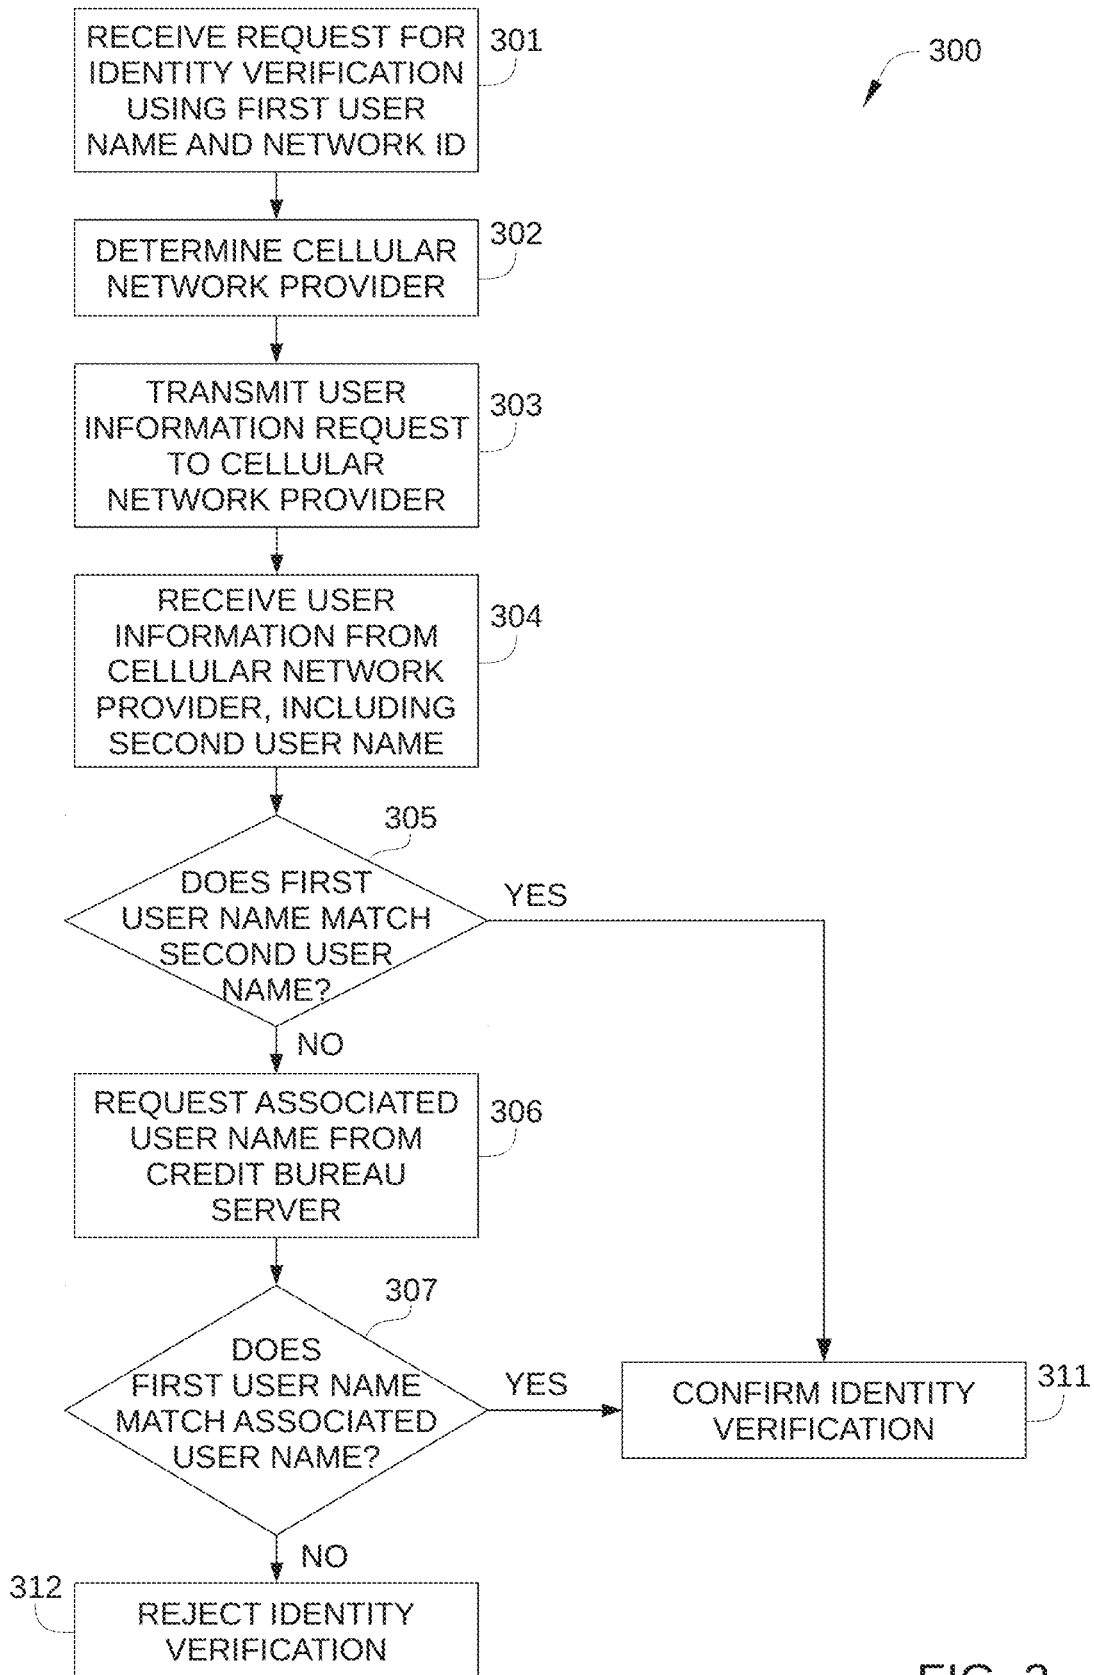 RECEIVE REQUEST FOR
IDENTITY VERIFICATION
USING FIRST USER
NAME AND NETWORK ID
301
300
DETERMINE CELLULAR
NETWORK PROVIDER
302
TRANSMIT USER
INFORMATION REQUEST
TO CELLULAR
NETWORK PROVIDER
303
RECEIVE USER
INFORMATION FROM
CELLULAR NETWORK
PROVIDER, INCLUDING
SECOND USER NAME
304
305
DOES FIRST
USER NAME MATCH
SECOND USER
NAME?
YES
NO
REQUEST ASSOCIATED
USER NAME FROM
CREDIT BUREAU
SERVER
306
307
DOES
FIRST USER NAME
MATCH ASSOCIATED
USER NAME?
YES
CONFIRM IDENTITY
VERIFICATION
311
NO
312
REJECT IDENTITY
VERIFICATION
FIG.